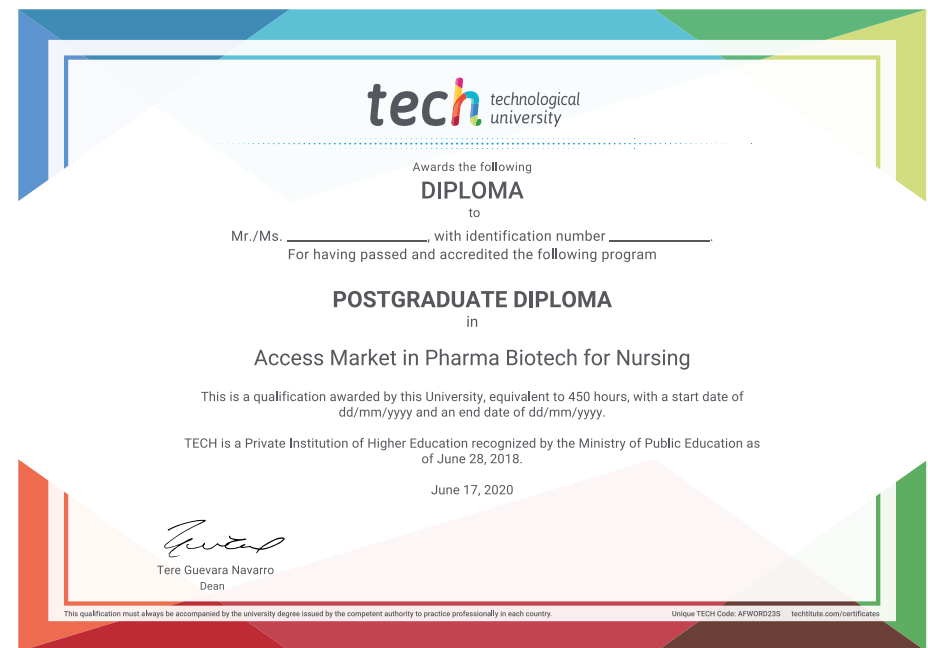 tech technological
university
Awards the following
DIPLOMA
to
Mr./Ms. ____________________, with identification number ______________.
For having passed and accredited the following program
POSTGRADUATE DIPLOMA
in
Access Market in Pharma Biotech for Nursing
This is a qualification awarded by this University, equivalent to 450 hours, with a start date of
dd/mm/yyyy and an end date of dd/mm/yyyy.
TECH is a Private Institution of Higher Education recognized by the Ministry of Public Education as
of June 28, 2018.
June 17, 2020
Tere Guevara Navarro
Dean
This qualification must always be accompanied by the university degree issued by the competent authority to practice professionally in each country. Unique TECH Code: AFWORD23S techtitute.com/certificates